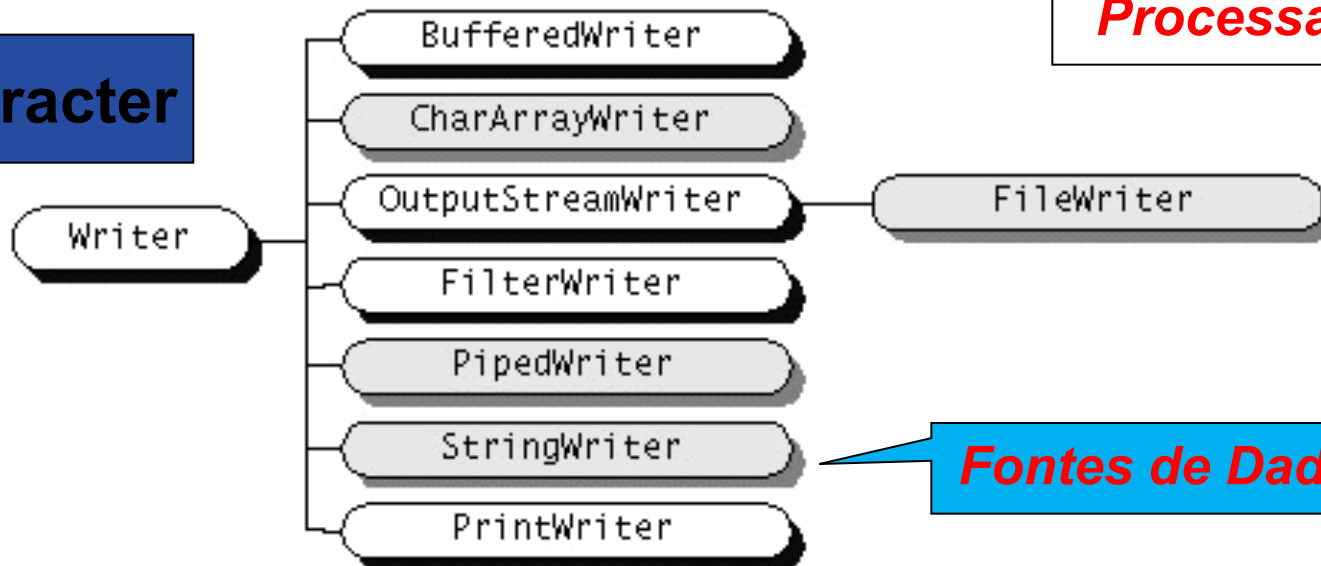 Processa
racter
BufferedWriter
CharArrayWriter
OutputStreamWriter
FileWriter
Writer
FilterWriter
PipedWriter
StringWriter
Fontes de Dad
PrintWriter